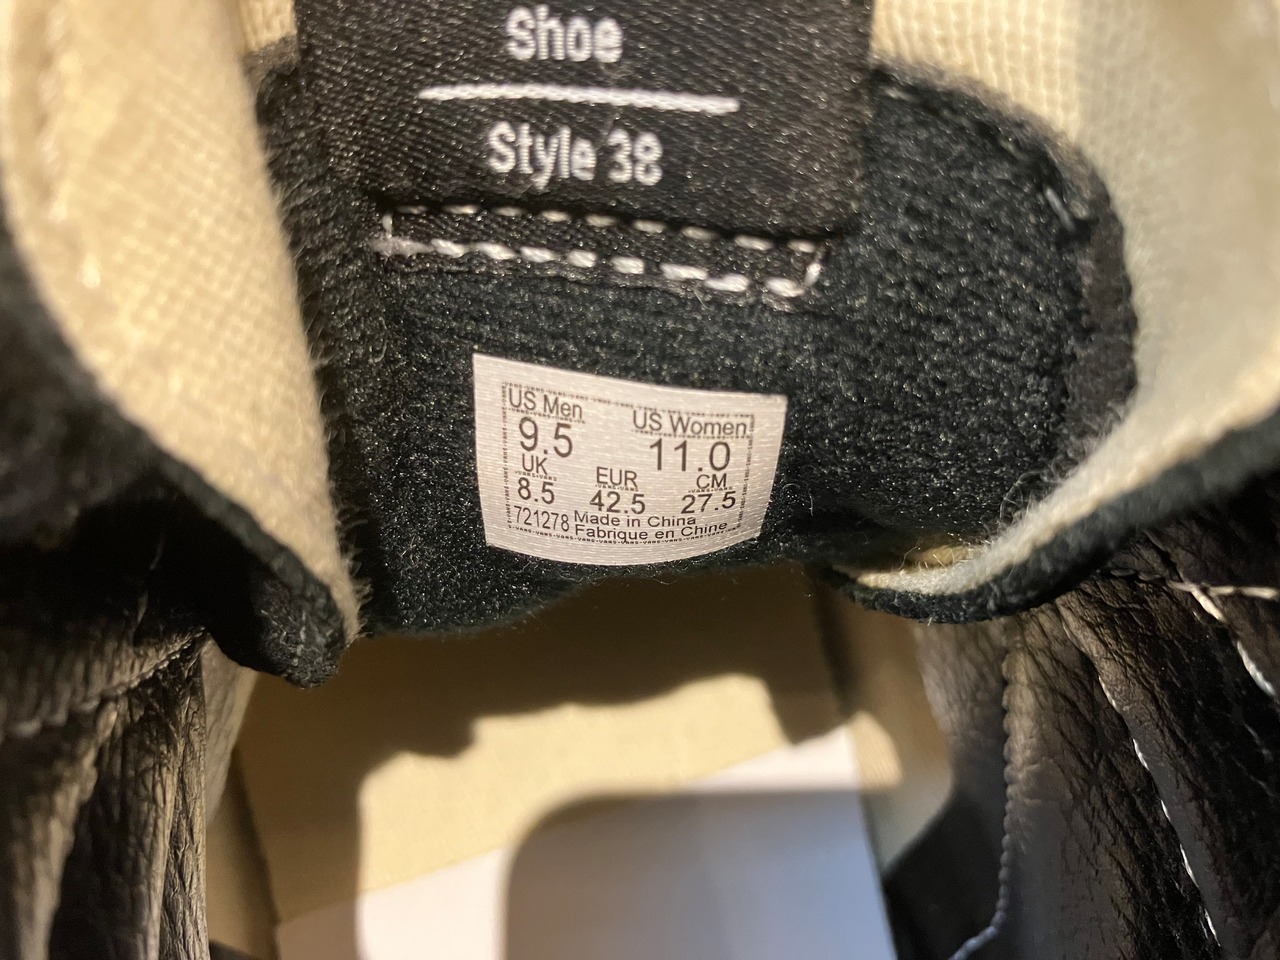 Shoe
Style 38
US Men US Women
9.5 11.0
UK EUR CM
8.5 42.5 27.5
721278 Made in China
Fabrique en Chine